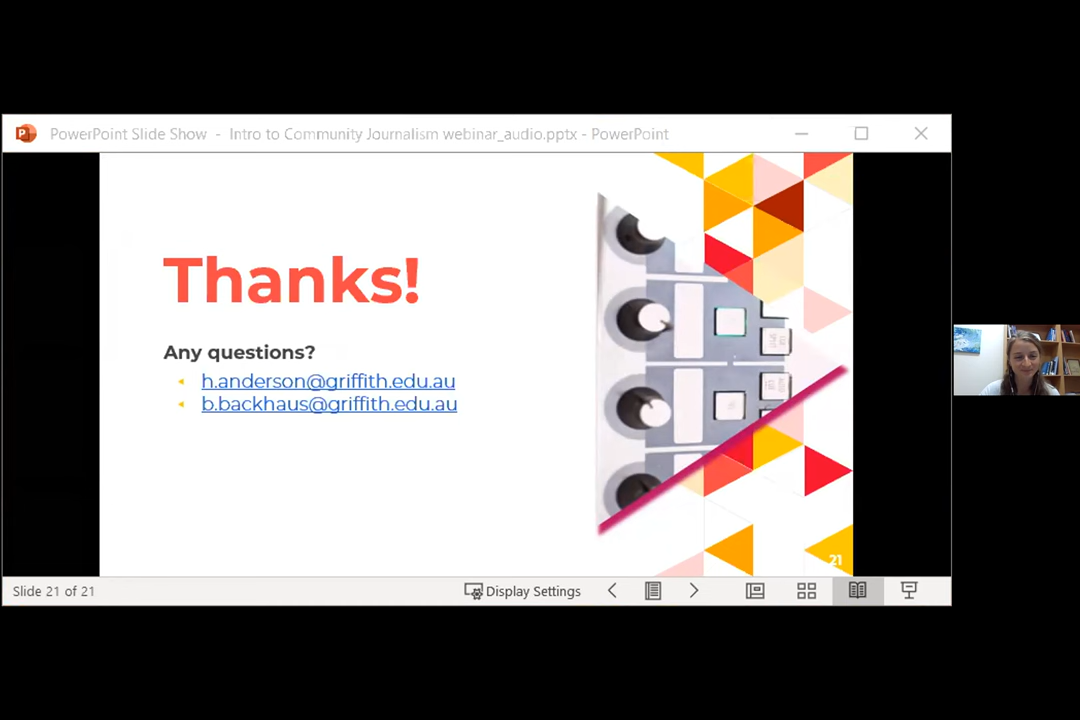 PowerPoint Slide Show - Intro to Community Journalism webinar_audio.pptx - PowerPoint
Thanks!
Any questions?
h.anderson@griffith.edu.au
b.backhaus@griffith.edu.au
21
Slide 21 of 21
Display Settings